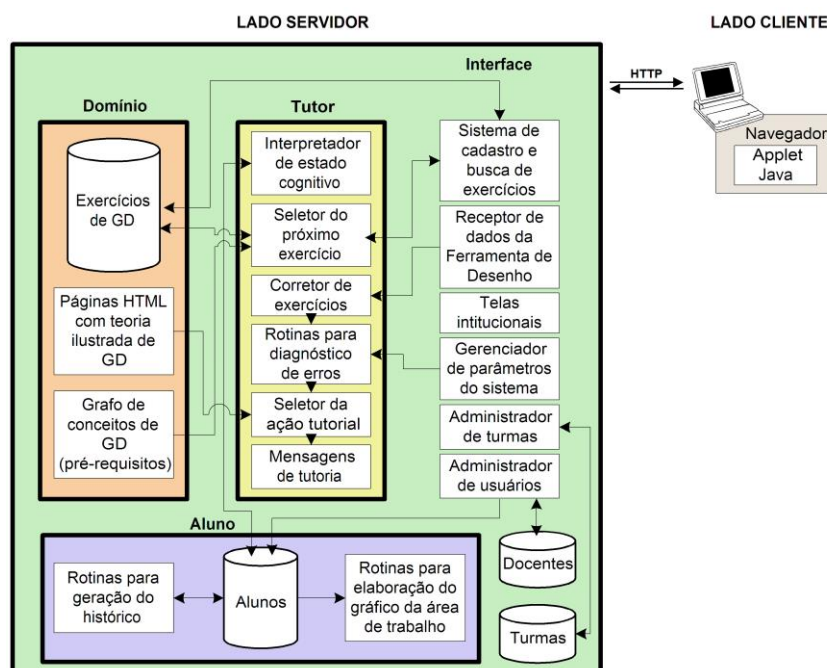 LADO SERVIDOR
LADO CLIENTE
Interface
HTTP
Domínio
Tutor
Navegador
Applet
Java
Exercícios
de GD
Páginas HTML
com teoria
ilustrada de
GD
Grafo de
conceitos de
GD
(pré-requisitos)
Interpretador
de estado
cognitivo
Seletor do
próximo
exercício
Corretor de
exercícios
Rotinas para
diagnóstico
de erros
Seletor da
ação tutorial
Mensagens
de tutoria
Sistema de
cadastro e
busca de
exercícios
Receptor de
dados da
Ferramenta de
Desenho
Telas
intitucionais
Gerenciador
de parâmetros
do sistema
Administrador
de turmas
Administrador
de usuários
Docentes
Turmas
Aluno
Rotinas para
geração do
histórico
Alunos
Rotinas para
elaboração do
gráfico da área
de trabalho